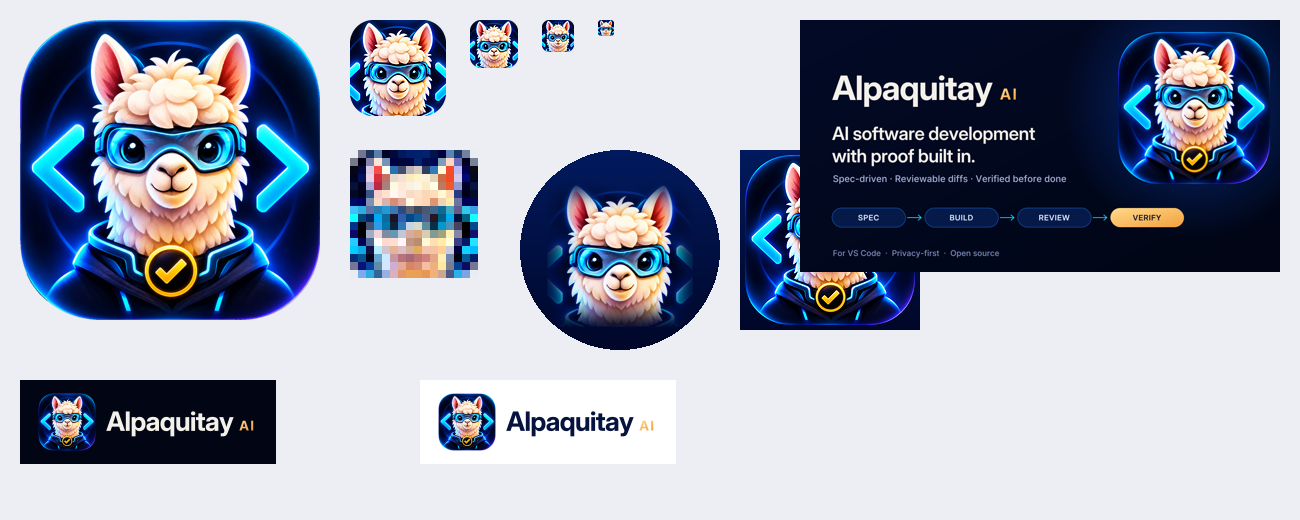 Alpaquitay AI
AI software development
with proof built in.
Spec-driven · Reviewable diffs · Verified before done
SPEC BUILD REVIEW VERIFY
For VS Code · Privacy-first · Open source
Alpaquitay AI
Alpaquitay AI